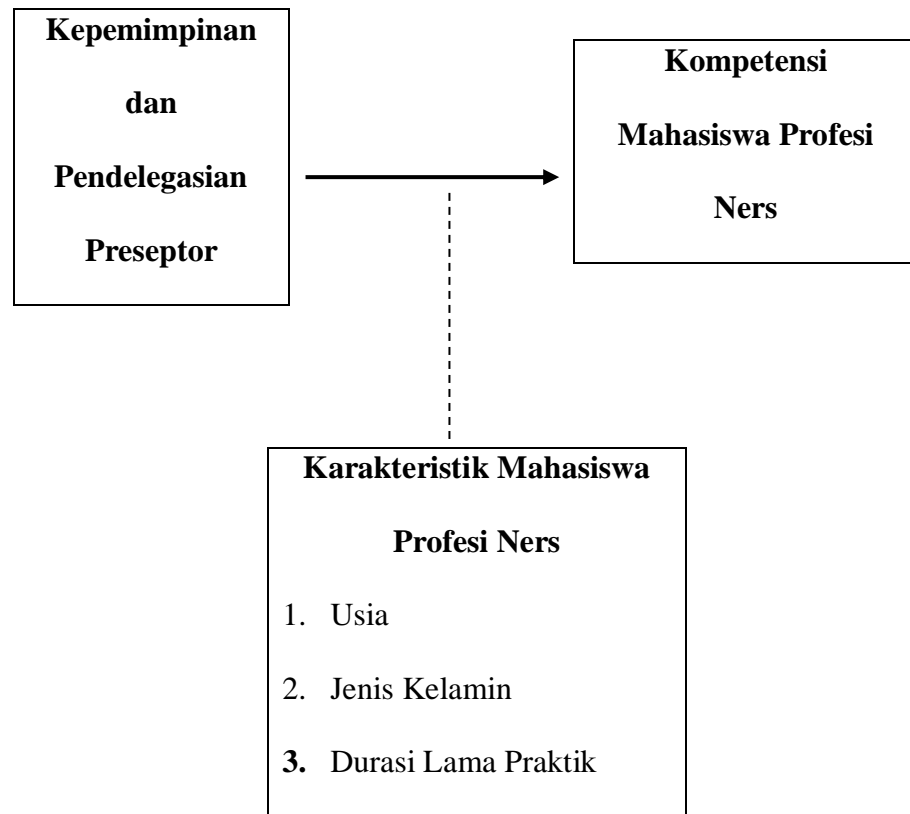 Kepemimpinan
dan
Pendelegasian
Preseptor
Kompetensi
Mahasiswa Profesi
Ners
Karakteristik Mahasiswa
Profesi Ners
1. Usia
2. Jenis Kelamin
3. Durasi Lama Praktik